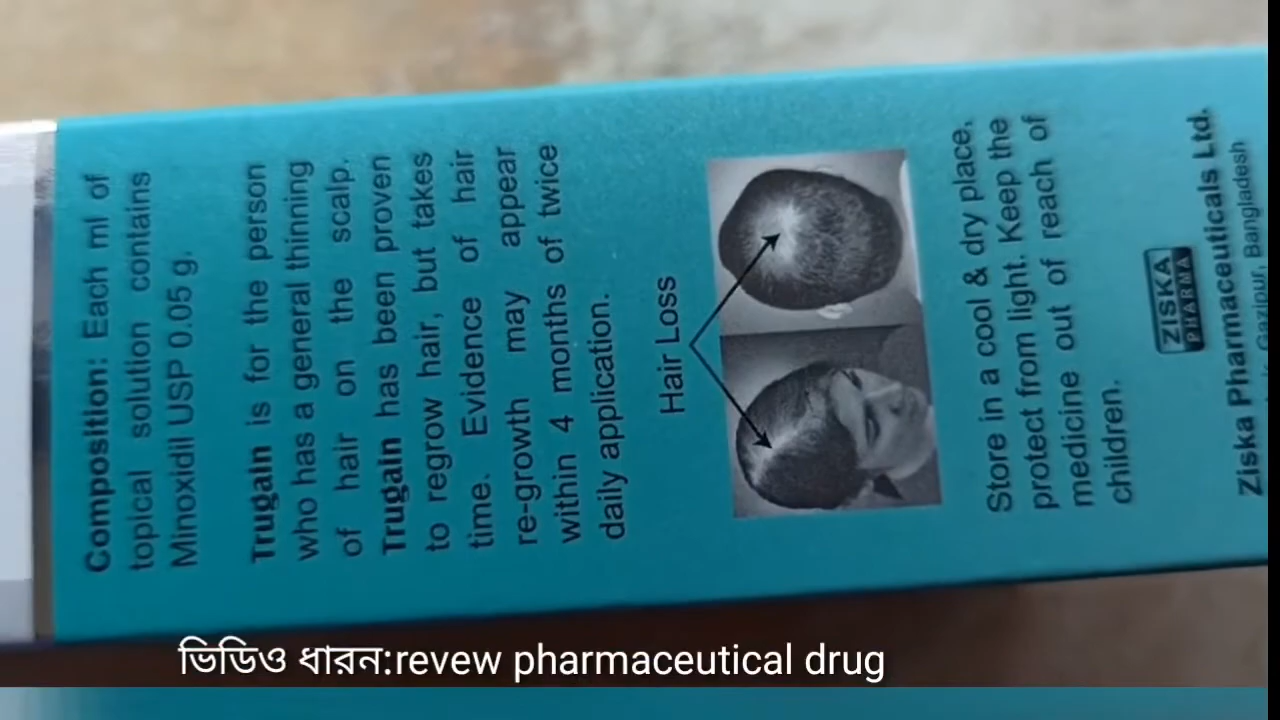 Composition: Each ml of
topical solution contains
Minoxidil USP 0.05 g.
Trugain is for the person
who has a general thinning
of hair on the scalp.
Trugain has been proven
to regrow hair, but takes
time. Evidence of hair
re-growth may appear
within 4 months of twice
daily application.
Hair Loss
Store in a cool & dry place,
protect from light. Keep the
medicine out of reach of
children.
ZISKA
PHARMA
Ziska Pharmaceuticals Ltd.
Gazipur, Bangladesh
ভিডিও ধারন:revew pharmaceutical drug